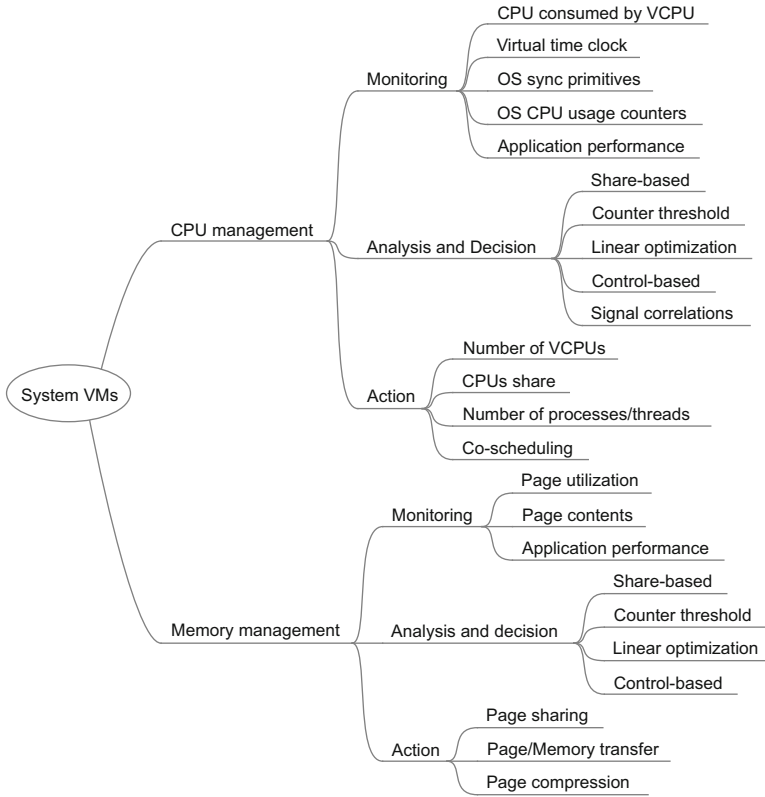 System VMs
CPU management
Monitoring
CPU consumed by VCPU
Virtual time clock
OS sync primitives
OS CPU usage counters
Application performance
Analysis and Decision
Share-based
Counter threshold
Linear optimization
Control-based
Signal correlations
Action
Number of VCPUs
CPUs share
Number of processes/threads
Co-scheduling
Memory management
Monitoring
Page utilization
Page contents
Application performance
Analysis and decision
Share-based
Counter threshold
Linear optimization
Control-based
Action
Page sharing
Page/Memory transfer
Page compression